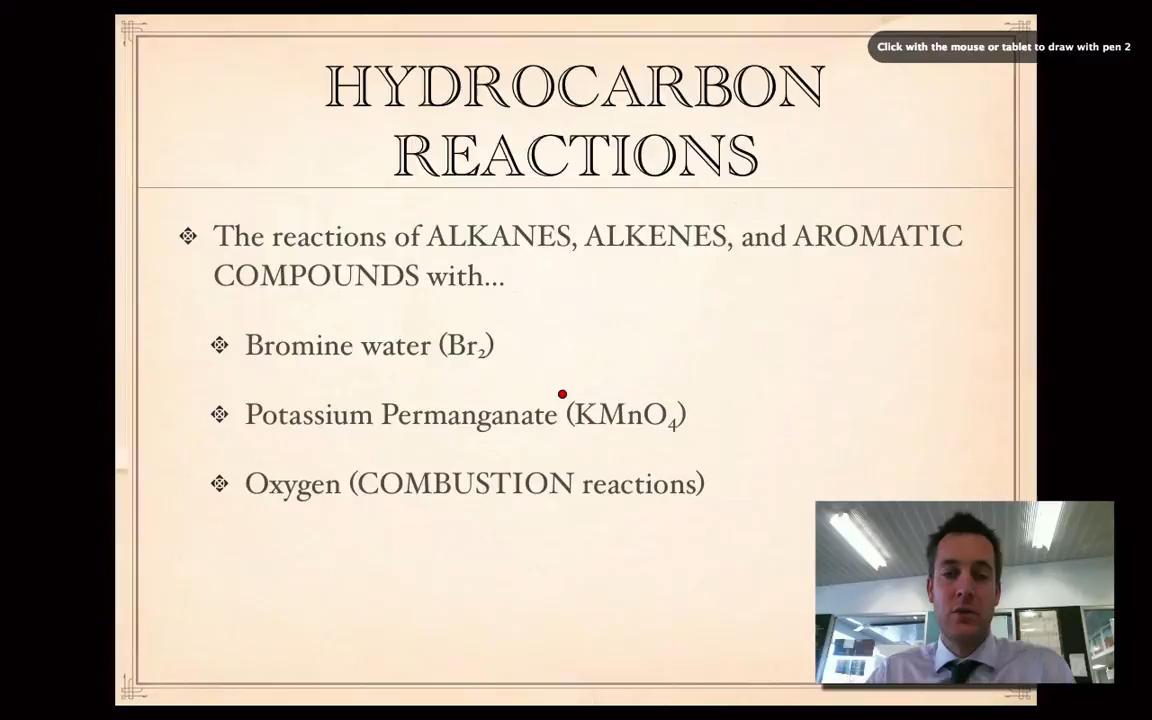 Click with the mouse or tablet to draw with pen 2
HYDROCARBON
REACTIONS
The reactions of ALKANES, ALKENES, and AROMATIC
COMPOUNDS with...
Bromine water (Br₂)
Potassium Permanganate (KMnO₄)
Oxygen (COMBUSTION reactions)